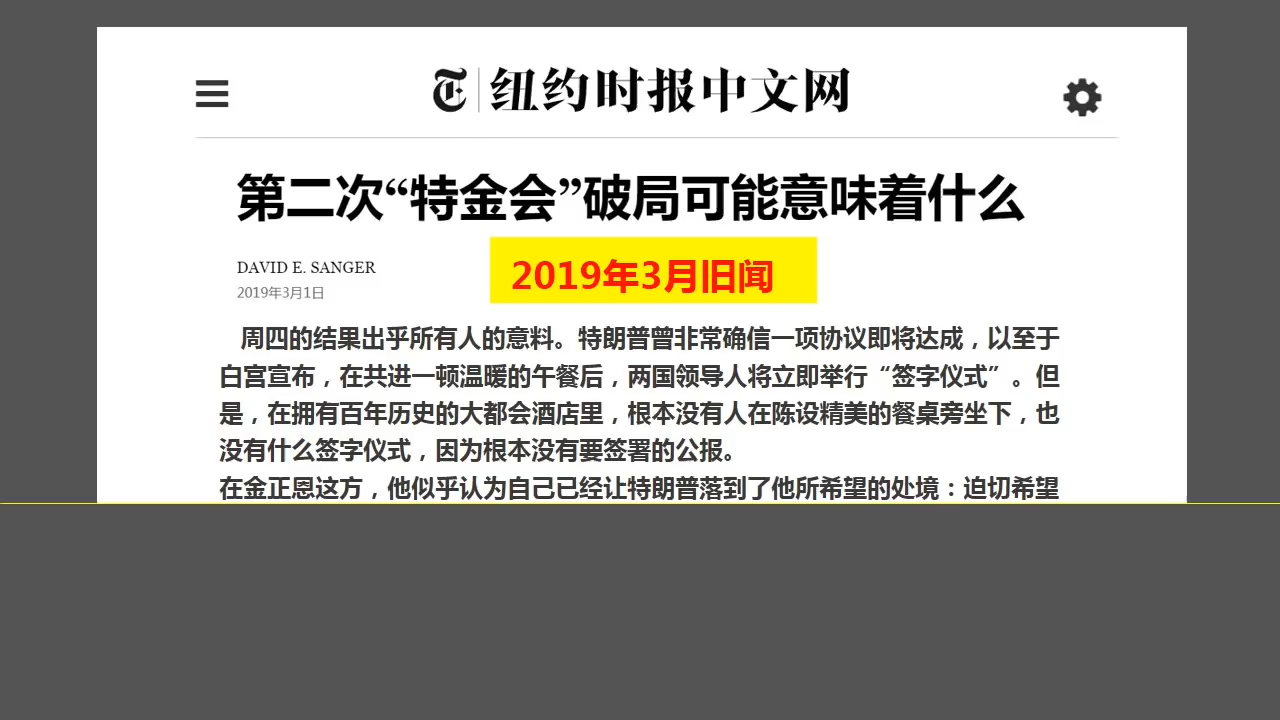 纽约时报中文网
第二次“特金会”破局可能意味着什么
DAVID E. SANGER
2019年3月1日
2019年3月旧闻
周四的结果出乎所有人的意料。特朗普曾非常确信一项协议即将达成，以至于
白宫宣布，在共进一顿温暖的午餐后，两国领导人将立即举行“签字仪式”。但
是，在拥有百年历史的大都会酒店里，根本没有人在陈设精美的餐桌旁坐下，也
没有什么签字仪式，因为根本没有要签署的公报。
在金正恩这方，他似乎认为自己已经让特朗普落到了他所希望的处境：迫切希望